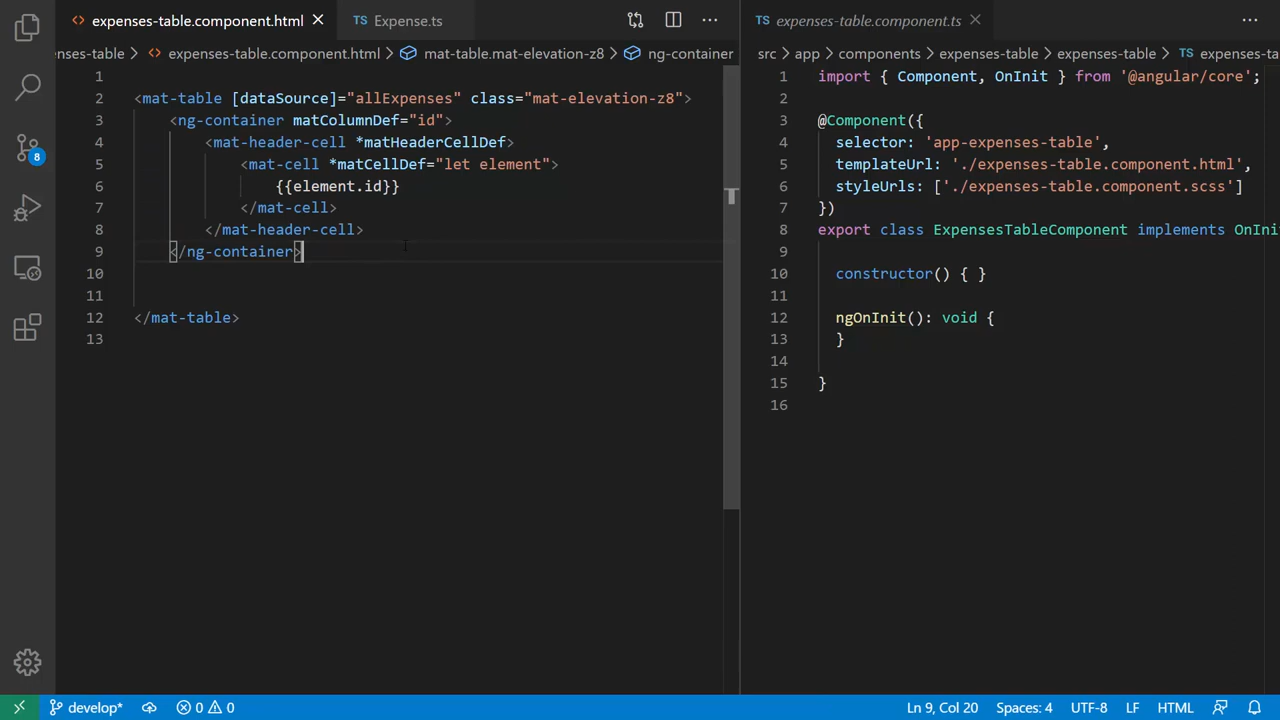 expenses-table.component.html
TS Expense.ts
enses-table > expenses-table.component.html > mat-table.mat-elevation-z8 > ng-container
1
2 <mat-table [dataSource]="allExpenses" class="mat-elevation-z8">
3 <ng-container matColumnDef="id">
4 <mat-header-cell *matHeaderCellDef>
5 <mat-cell *matCellDef="let element">
6 {{element.id}}
7 </mat-cell>
8 </mat-header-cell>
9 </ng-container>
10
11
12 </mat-table>
13
TS expenses-table.component.ts
src > app > components > expenses-table > expenses-table > TS expenses-ta
1 import { Component, OnInit } from '@angular/core';
2
3 @Component({
4 selector: 'app-expenses-table',
5 templateUrl: './expenses-table.component.html',
6 styleUrls: ['./expenses-table.component.scss']
7 })
8 export class ExpensesTableComponent implements OnIni
9
10 constructor() { }
11
12 ngOnInit(): void {
13 }
14
15 }
16
8
develop* 0 0 Ln 9, Col 20 Spaces: 4 UTF-8 LF HTML